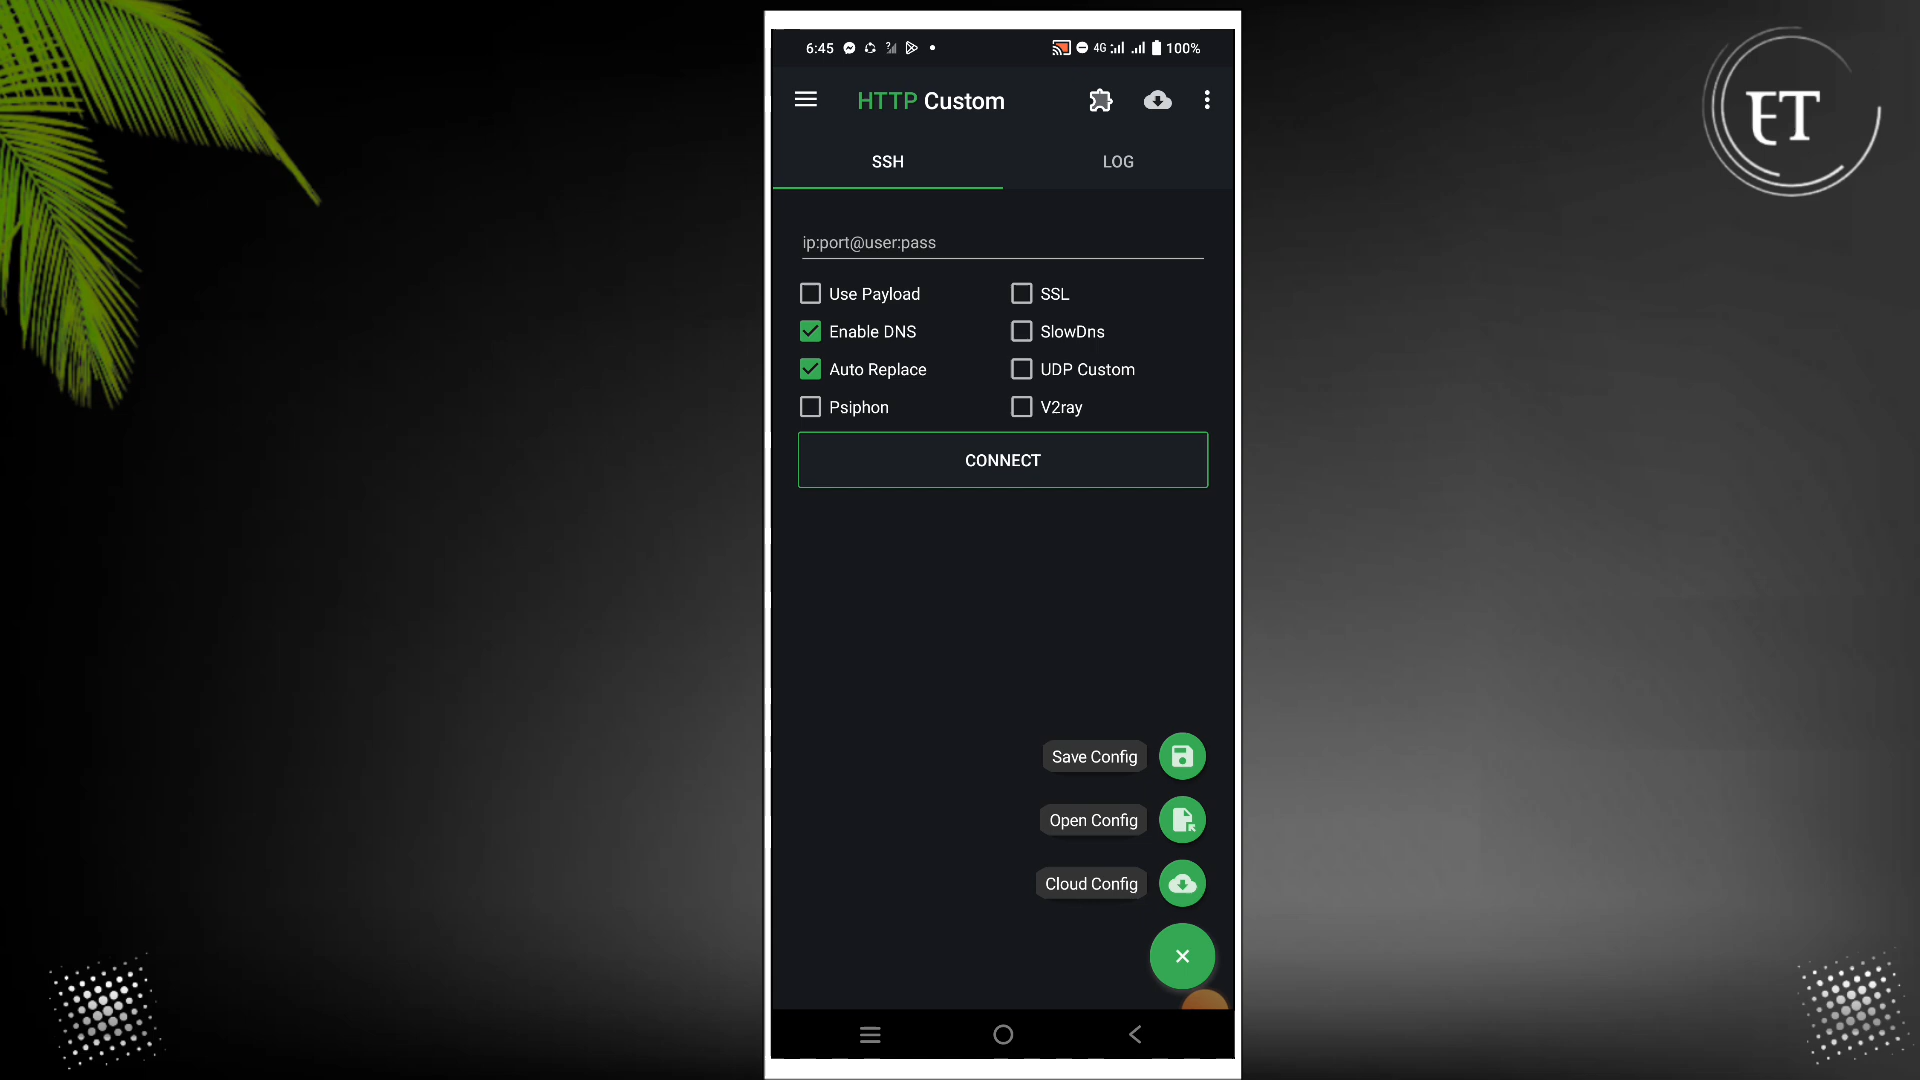 ET
6:45 4G 100%
HTTP Custom
SSH LOG
ip:port@user:pass
Use Payload SSL
Enable DNS SlowDns
Auto Replace UDP Custom
Psiphon V2ray
CONNECT
Save Config
Open Config
Cloud Config